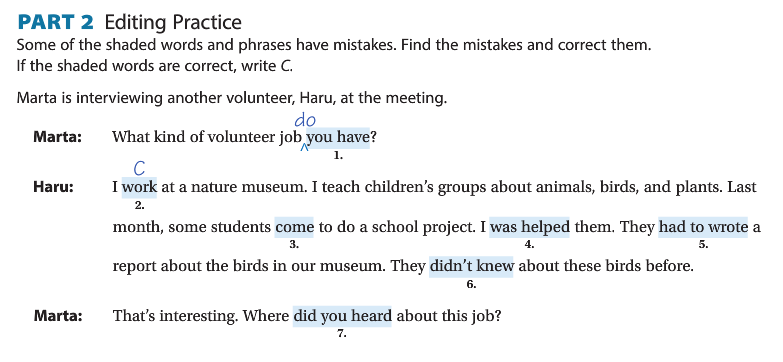 PART 2 Editing Practice
Some of the shaded words and phrases have mistakes. Find the mistakes and correct them.
If the shaded words are correct, write C.
Marta is interviewing another volunteer, Haru, at the meeting.
do
Marta: What kind of volunteer job ^ you have?
1.
C
Haru: I work at a nature museum. I teach children’s groups about animals, birds, and plants. Last
2.
month, some students come to do a school project. I was helped them. They had to wrote a
3. 4. 5.
report about the birds in our museum. They didn’t knew about these birds before.
6.
Marta: That’s interesting. Where did you heard about this job?
7.